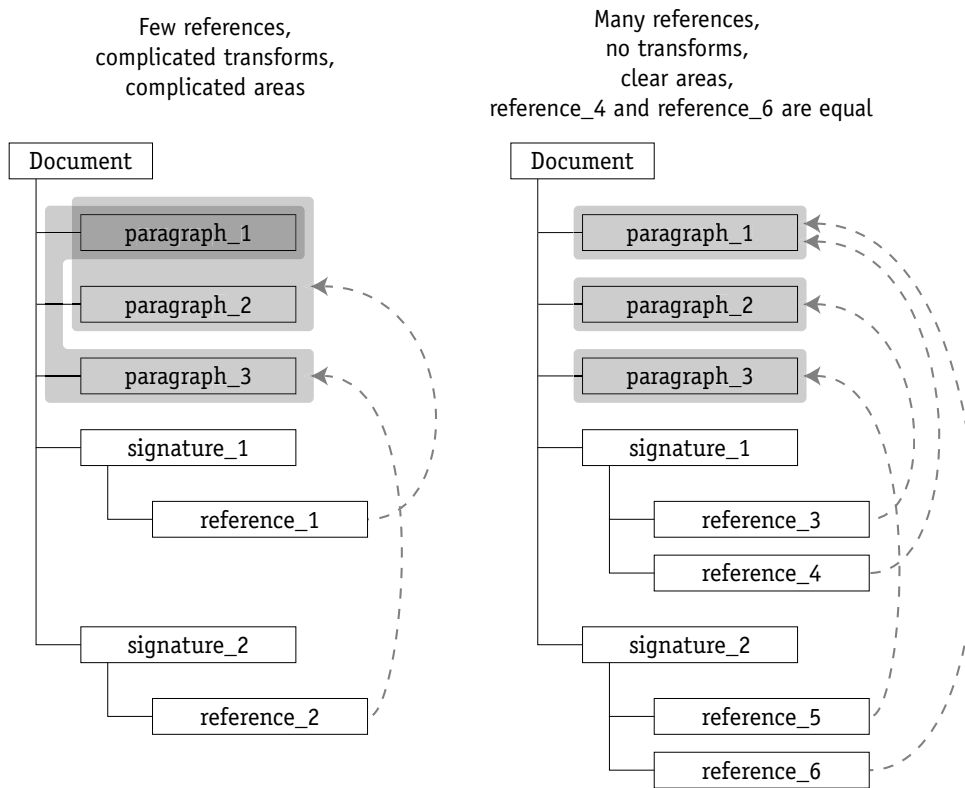 Few references,
complicated transforms,
complicated areas
Document
paragraph_1
paragraph_2
paragraph_3
signature_1
reference_1
signature_2
reference_2
Many references,
no transforms,
clear areas,
reference_4 and reference_6 are equal
Document
paragraph_1
paragraph_2
paragraph_3
signature_1
reference_3
reference_4
signature_2
reference_5
reference_6